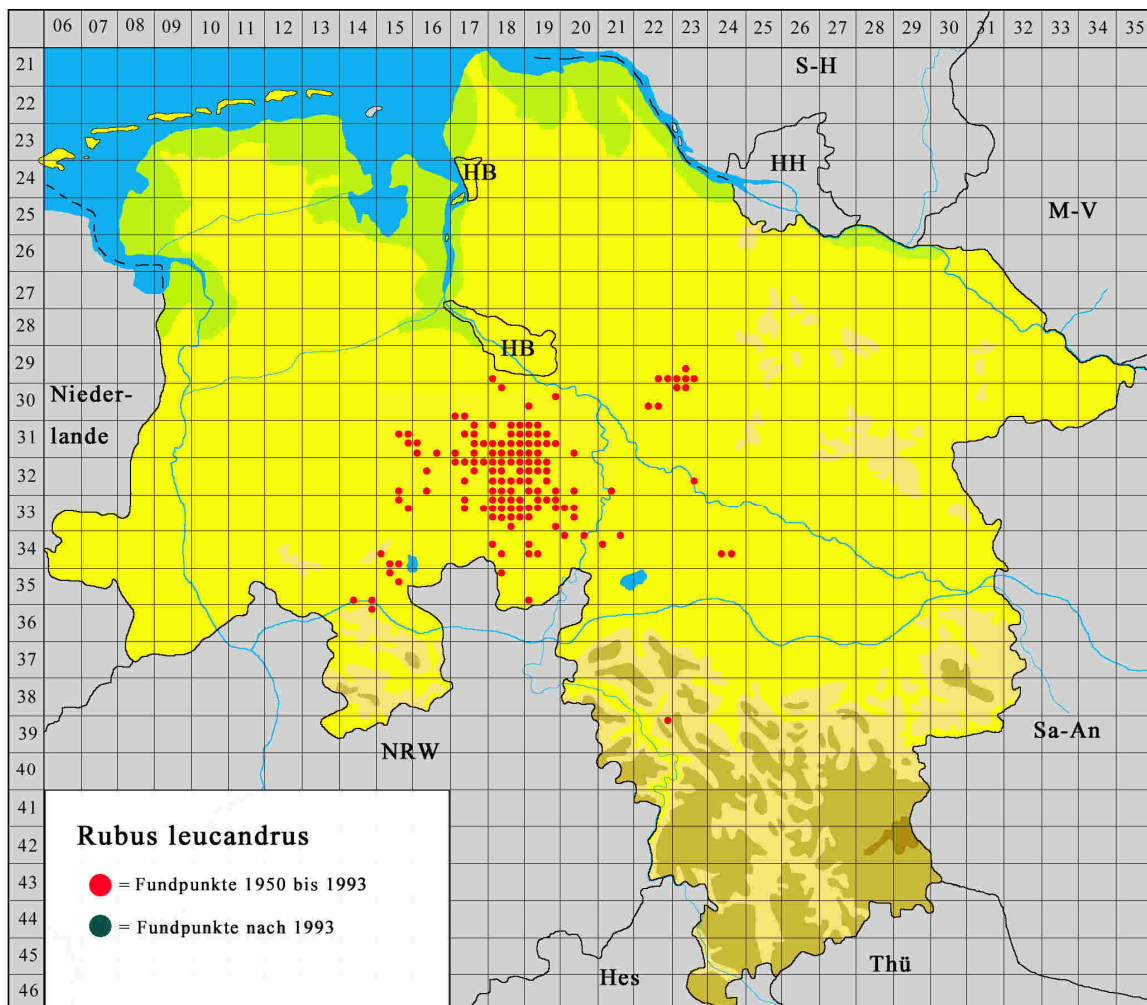 06 07 08 09 10 11 12 13 14 15 16 17 18 19 20 21 22 23 24 25 26 27 28 29 30 31 32 33 34 35
21
22
23
24
25
26
27
28
29
30
31
32
33
34
35
36
37
38
39
40
41
42
43
44
45
46
S-H
HH
HB
M-V
HB
Nieder-
lande
Sa-An
NRW
Hes
Thü
Rubus leucandrus
= Fundpunkte 1950 bis 1993
= Fundpunkte nach 1993